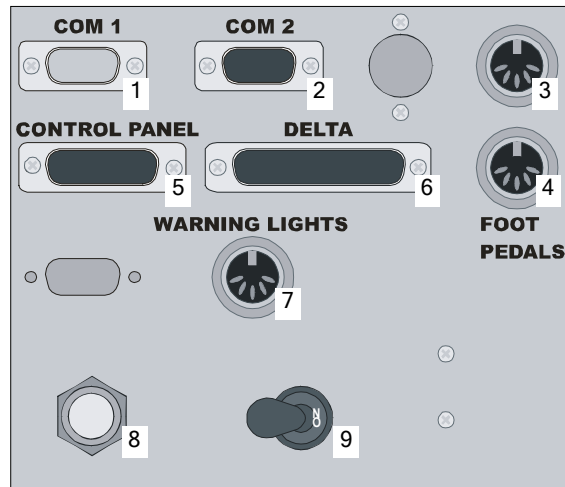 COM 1
COM 2
1
2
3
CONTROL PANEL
DELTA
5
6
4
WARNING LIGHTS
FOOT
PEDALS
7
8
ON
9